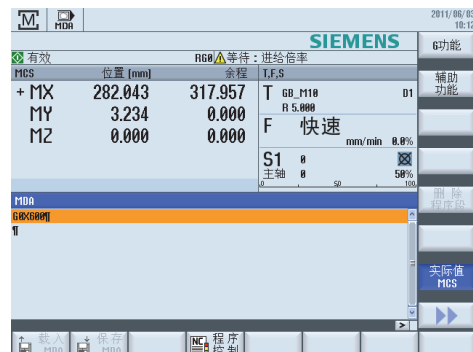 M MDA 2011/06/03
10:12
SIEMENS G功能
有效 RG0 等待:进给倍率
MCS 位置 [mm] 余程 T,F,S 辅助
功能
+ MX 282.043 317.957 T GB_M10 D1
R 5.000
MY 3.234 0.000 F 快速
mm/min 0.0%
MZ 0.000 0.000
S1 0
主轴 0 50%
0 50 100
删 除
程序段
MDA
G0X600¶
¶
实际值
MCS
载入
MDA
保存
MDA
NC 程序
控制